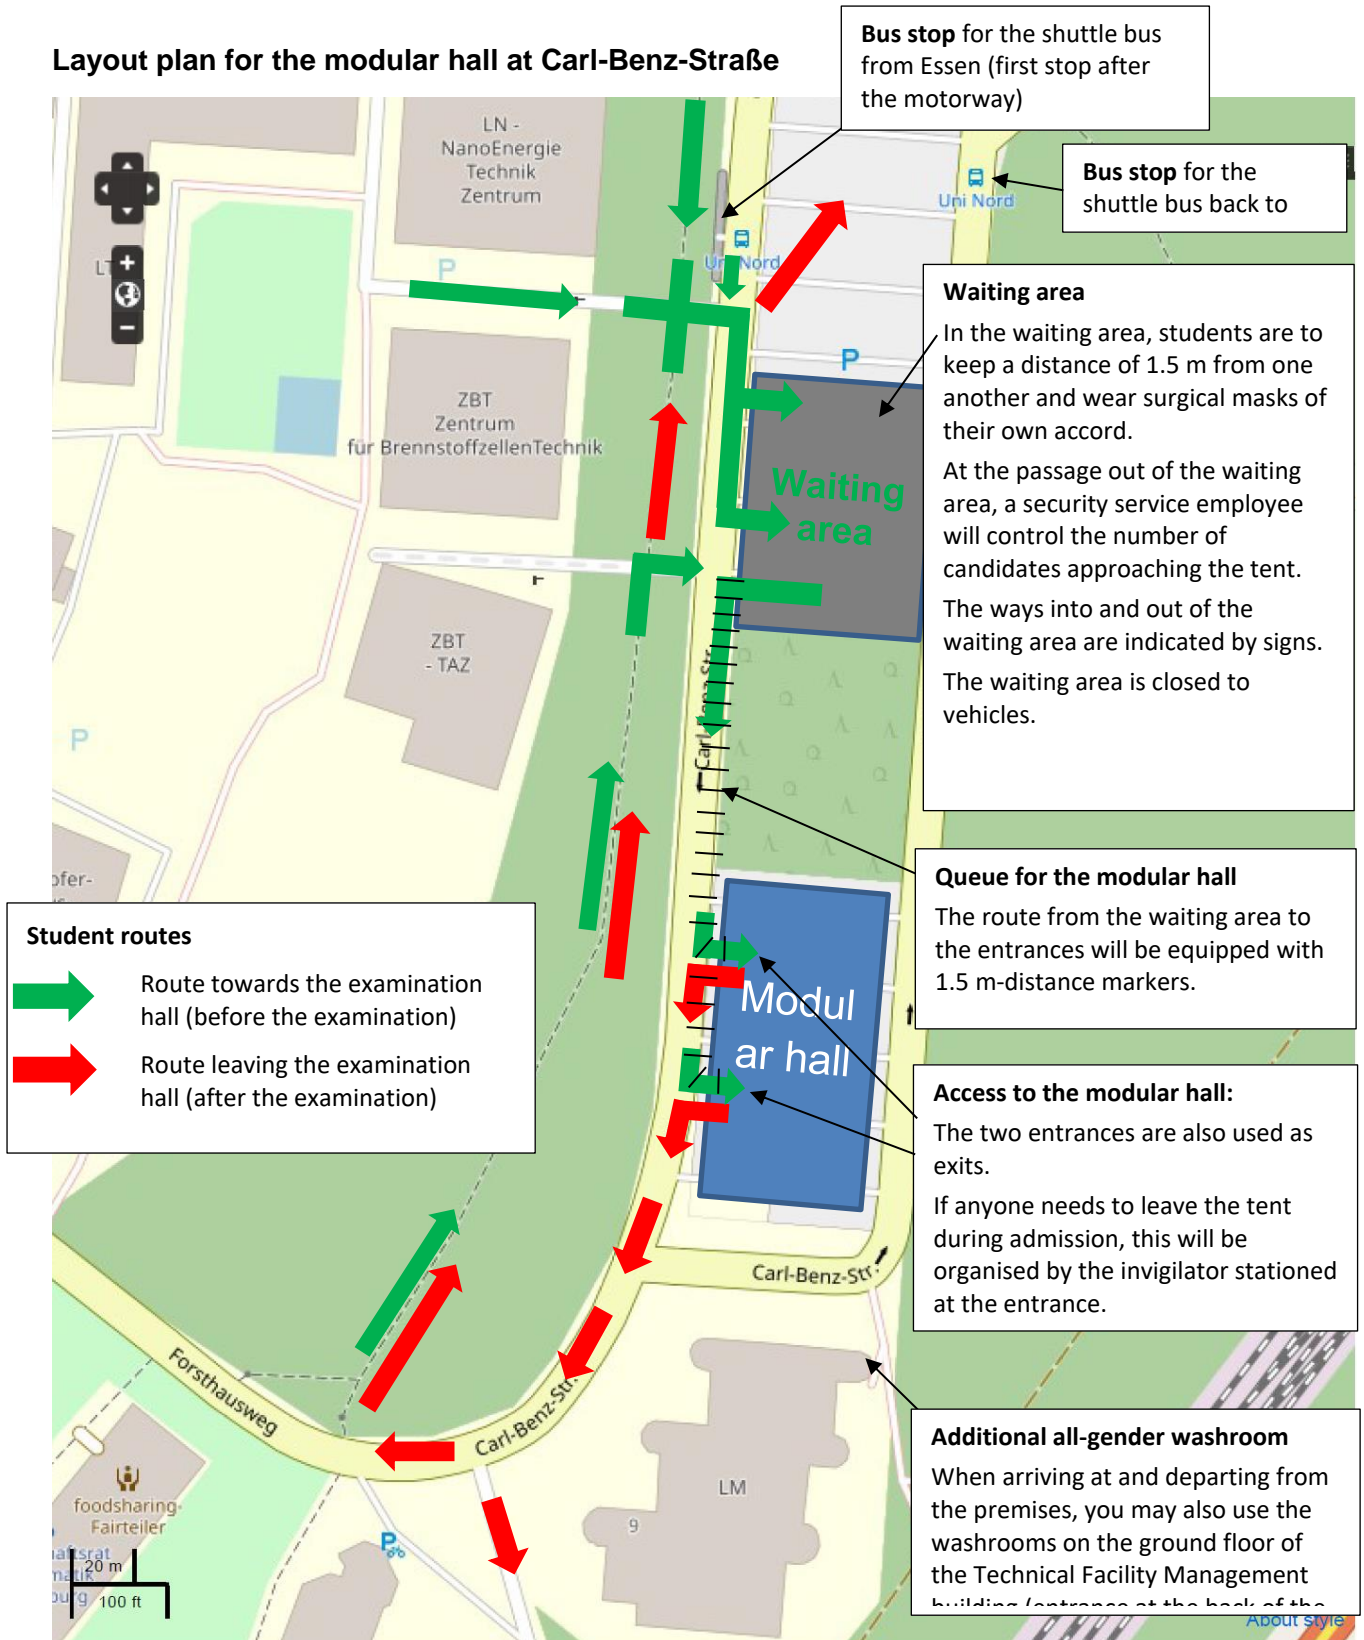 Layout plan for the modular hall at Carl-Benz-Straße
Bus stop for the shuttle bus
from Essen (first stop after
the motorway)
Bus stop for the
shuttle bus back to
Uni Nord
LN -
NanoEnergie
Technik
Zentrum
P
Nord
P
Waiting area
In the waiting area, students are to
keep a distance of 1.5 m from one
another and wear surgical masks of
their own accord.
At the passage out of the waiting
area, a security service employee
will control the number of
candidates approaching the tent.
The ways into and out of the
waiting area are indicated by signs.
The waiting area is closed to
vehicles.
ZBT
Zentrum
für BrennstoffzellenTechnik
Waiting
area
ZBT
- TAZ
P
Carl-Benz-Str.
Queue for the modular hall
The route from the waiting area to
the entrances will be equipped with
1.5 m-distance markers.
Student routes
Route towards the examination
hall (before the examination)
Route leaving the examination
hall (after the examination)
Modul
ar hall
Access to the modular hall:
The two entrances are also used as
exits.
If anyone needs to leave the tent
during admission, this will be
organised by the invigilator stationed
at the entrance.
Carl-Benz-Str.
Forsthausweg
Carl-Benz-Str.
LM
9
foodsharing-
Fairteiler
P
20 m
100 ft
Additional all-gender washroom
When arriving at and departing from
the premises, you may also use the
washrooms on the ground floor of
the Technical Facility Management
building (entrance at the back of the
About style